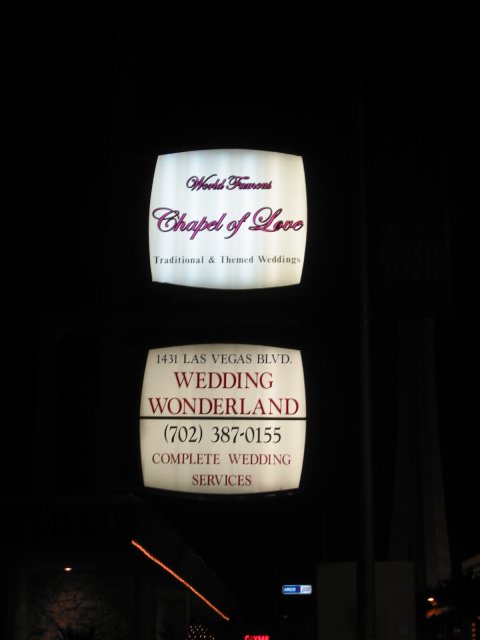 World Famous
Chapel of Love
Traditional & Themed Weddings
1431 LAS VEGAS BLVD.
WEDDING
WONDERLAND
(702) 387-0155
COMPLETE WEDDING
SERVICES
ARCO